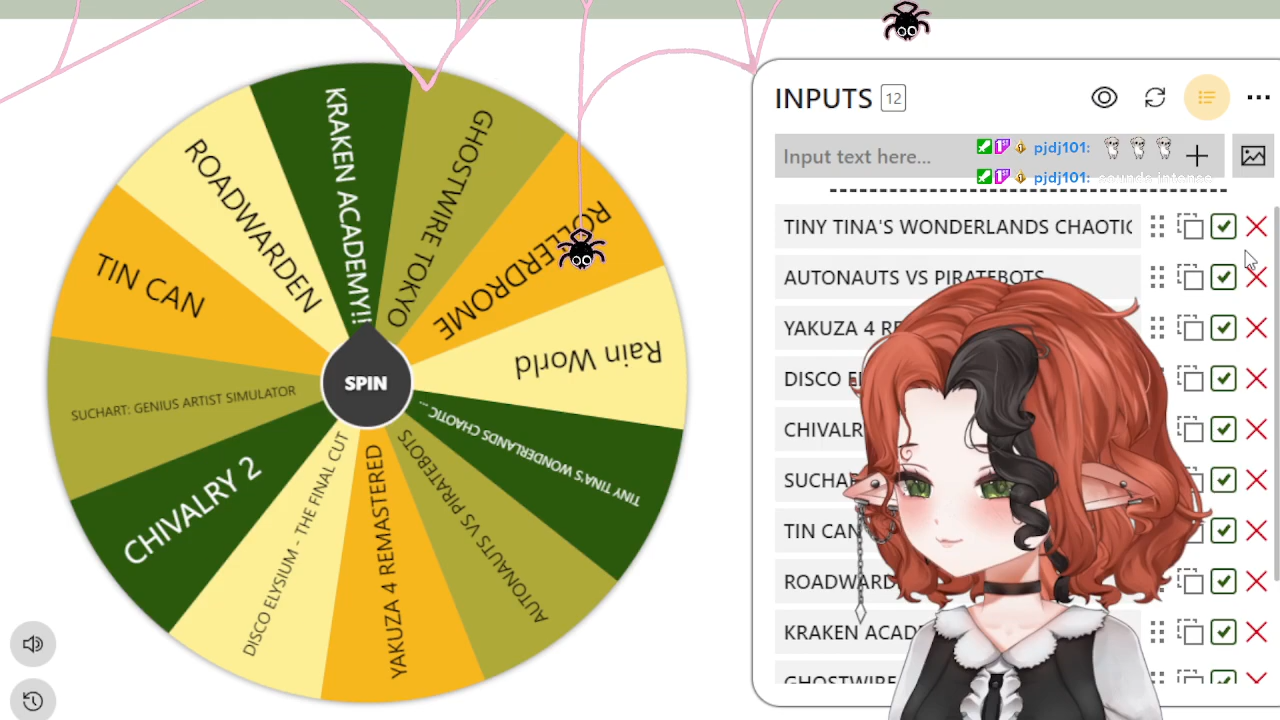 KRAKEN ACADEMY!!
GHOSTWIRE TOKYO
ROLLERDROME
Rain World
TINY TINA'S WONDERLANDS CHAOTIC ...
AUTONAUTS VS PIRATEBOTS
YAKUZA 4 REMASTERED
DISCO ELYSIUM - THE FINAL CUT
CHIVALRY 2
SUCHART: GENIUS ARTIST SIMULATOR
TIN CAN
ROADWARDEN
SPIN
INPUTS 12
Input text here...
pjdj101:
pjdj101: sounds intense
TINY TINA'S WONDERLANDS CHAOTIC
AUTONAUTS VS PIRATEBOTS
YAKUZA 4 RE
DISCO EL
CHIVALR
SUCHAR
TIN CAN
ROADWARD
KRAKEN ACAD
GHOSTWIRE